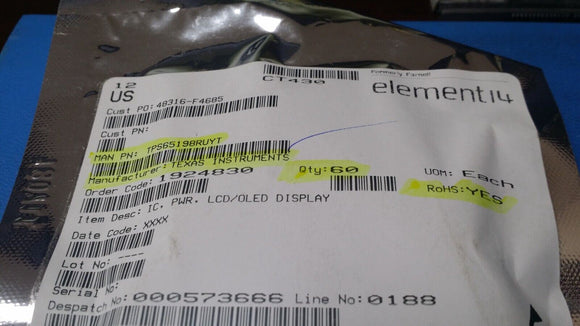 12
US
CT430
Formerly Farnell
element14
Cust PO: 48316-F4685
Cust PN:
MAN PN: TPS65198RUYT
Manufacturer: TEXAS INSTRUMENTS
Order Code: 1924830
Qty: 60
UOM: Each
RoHS: YES
Item Desc: IC, PWR, LCD/OLED DISPLAY
Date Code: XXXX
Lot No: ----
Serial No:
Despatch No: 000573666 Line No: 0188